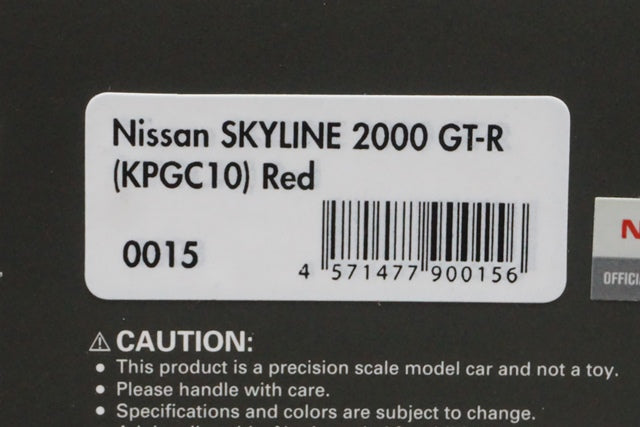 Nissan SKYLINE 2000 GT-R
(KPGC10) Red
0015
4 571477 900156
N
OFFICI
⚠ CAUTION:
• This product is a precision scale model car and not a toy.
• Please handle with care.
• Specifications and colors are subject to change.